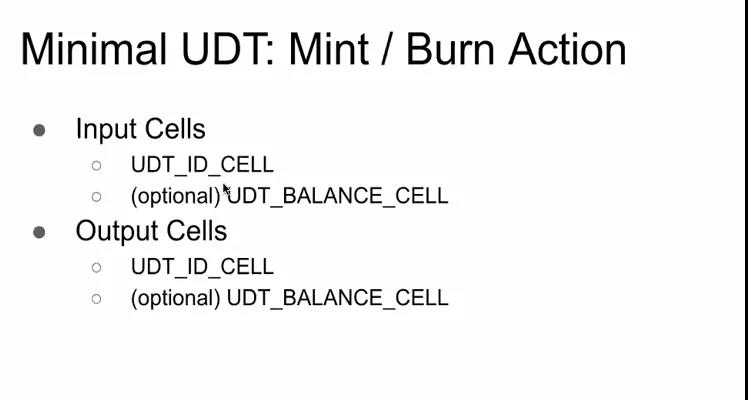 Minimal UDT: Mint / Burn Action
● Input Cells
○ UDT_ID_CELL
○ (optional) UDT_BALANCE_CELL
● Output Cells
○ UDT_ID_CELL
○ (optional) UDT_BALANCE_CELL